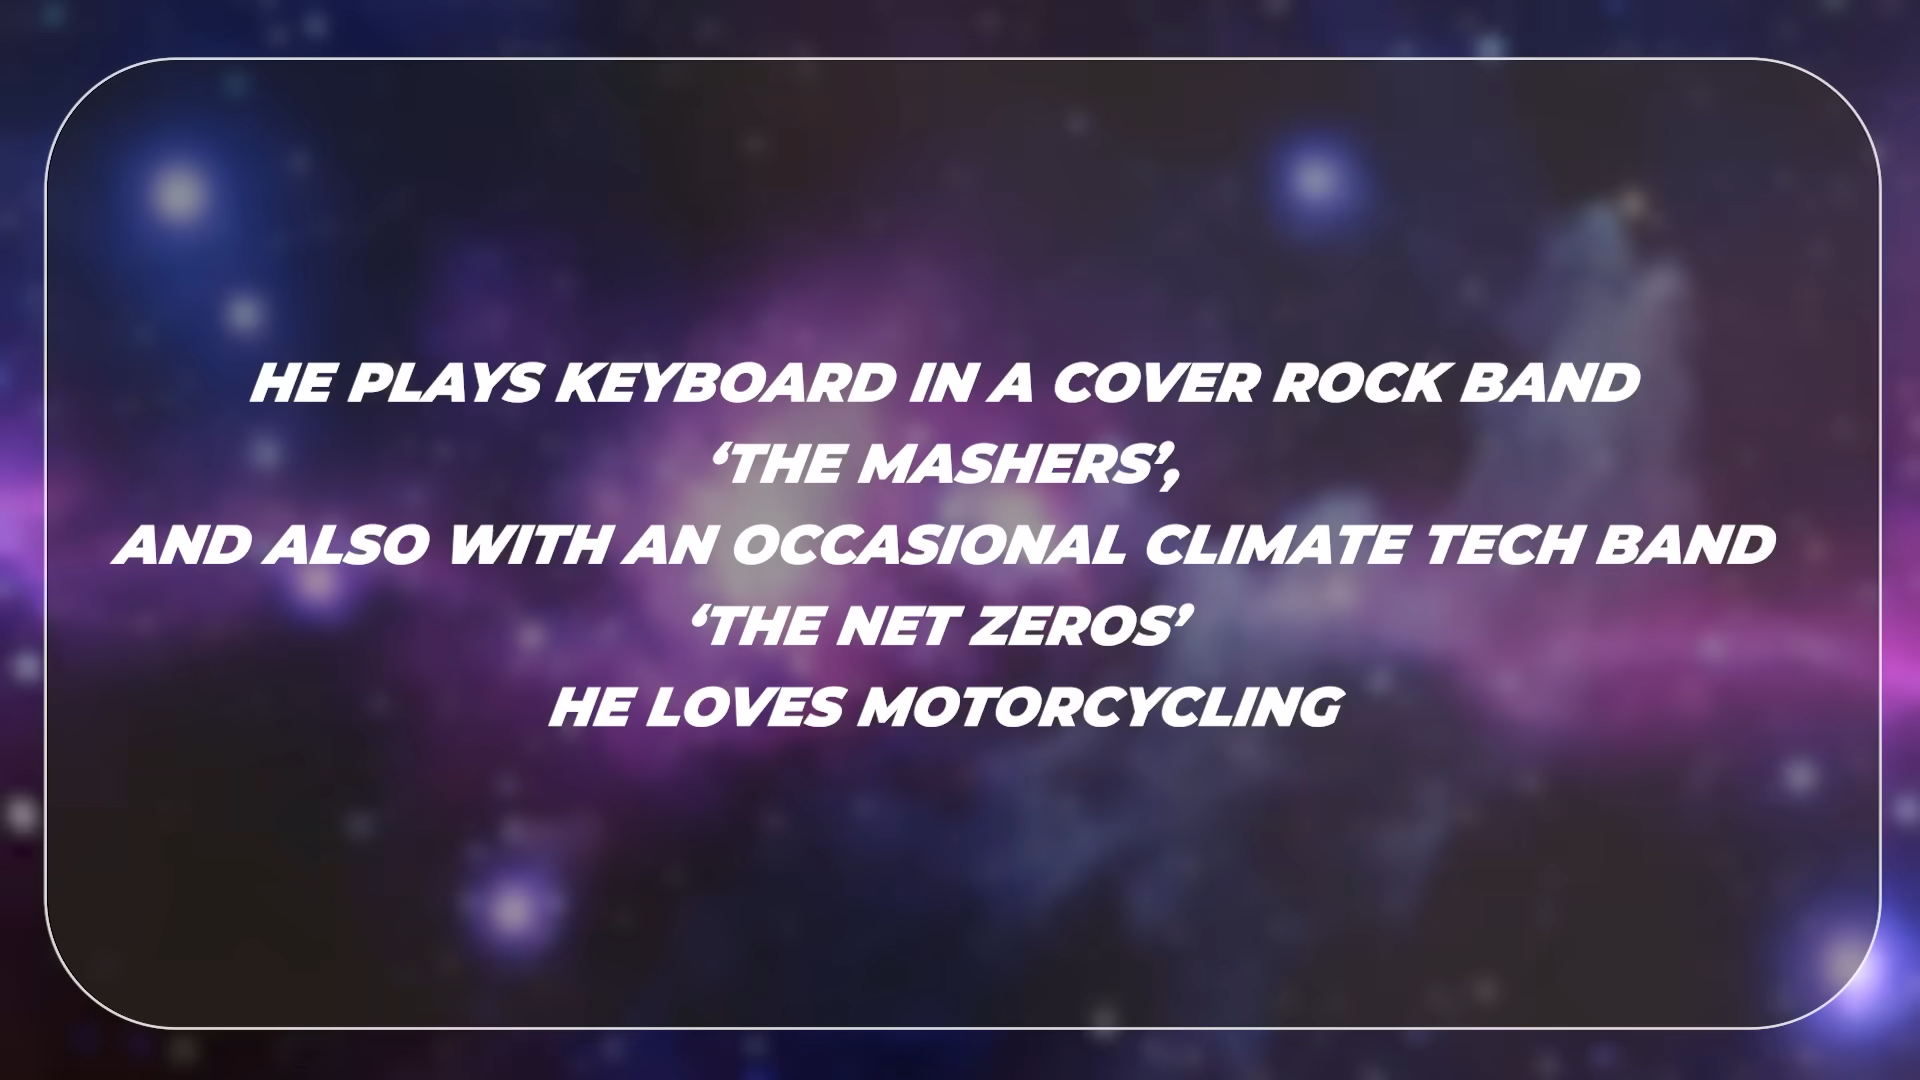 HE PLAYS KEYBOARD IN A COVER ROCK BAND
‘THE MASHERS’,
AND ALSO WITH AN OCCASIONAL CLIMATE TECH BAND
‘THE NET ZEROS’
HE LOVES MOTORCYCLING